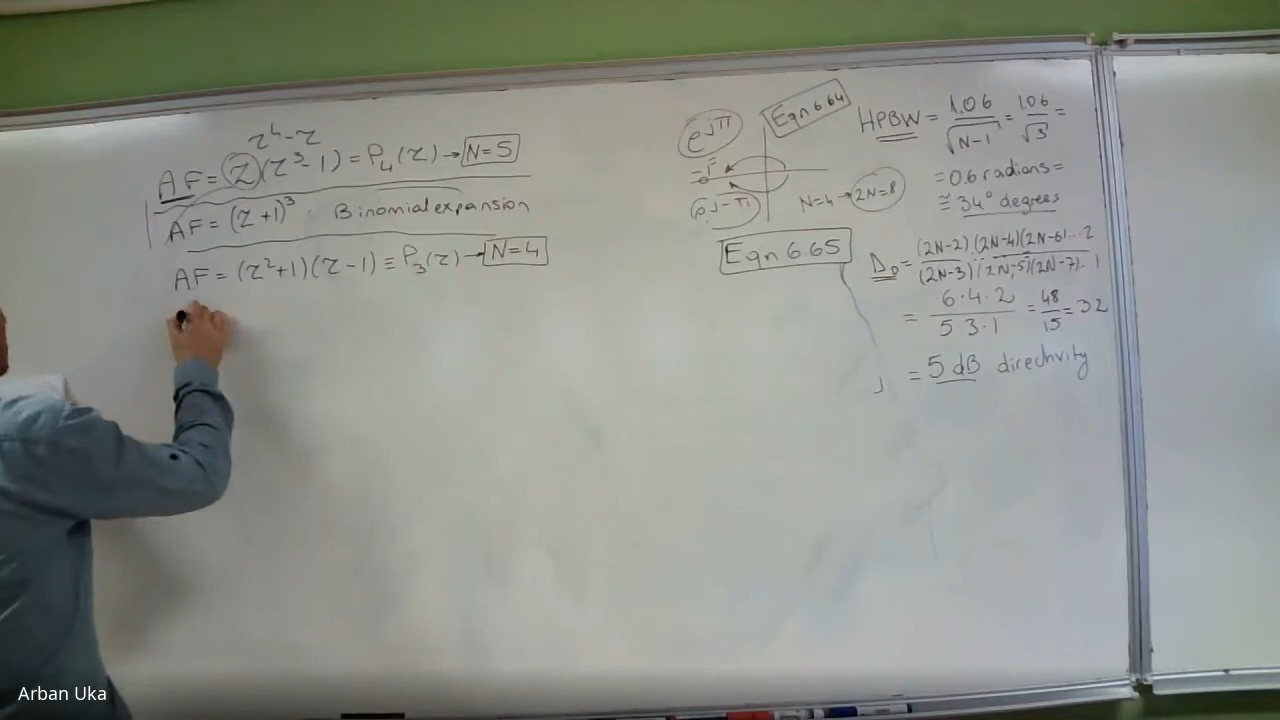 z⁴-z
AF = z(z³-1) = P₄(z) → N=5
AF = (z+1)³ Binomial expansion
AF = (z²+1)(z-1) ≡ P₃(z) → N=4
e^jπ
Eqn 6.64
e^j-π
N=4 → 2N=8
Eqn 6.65
HPBW = 1.06/√N-1 = 1.06/√3 =
= 0.6 radians =
≅ 34° degrees
D₀ = (2N-2).(2N-4)(2N-6)...2/(2N-3).(2N-5)(2N-7).1
= 6·4·2/5 3·1 = 48/15 = 3 2
= 5 dB directivity
Arban Uka